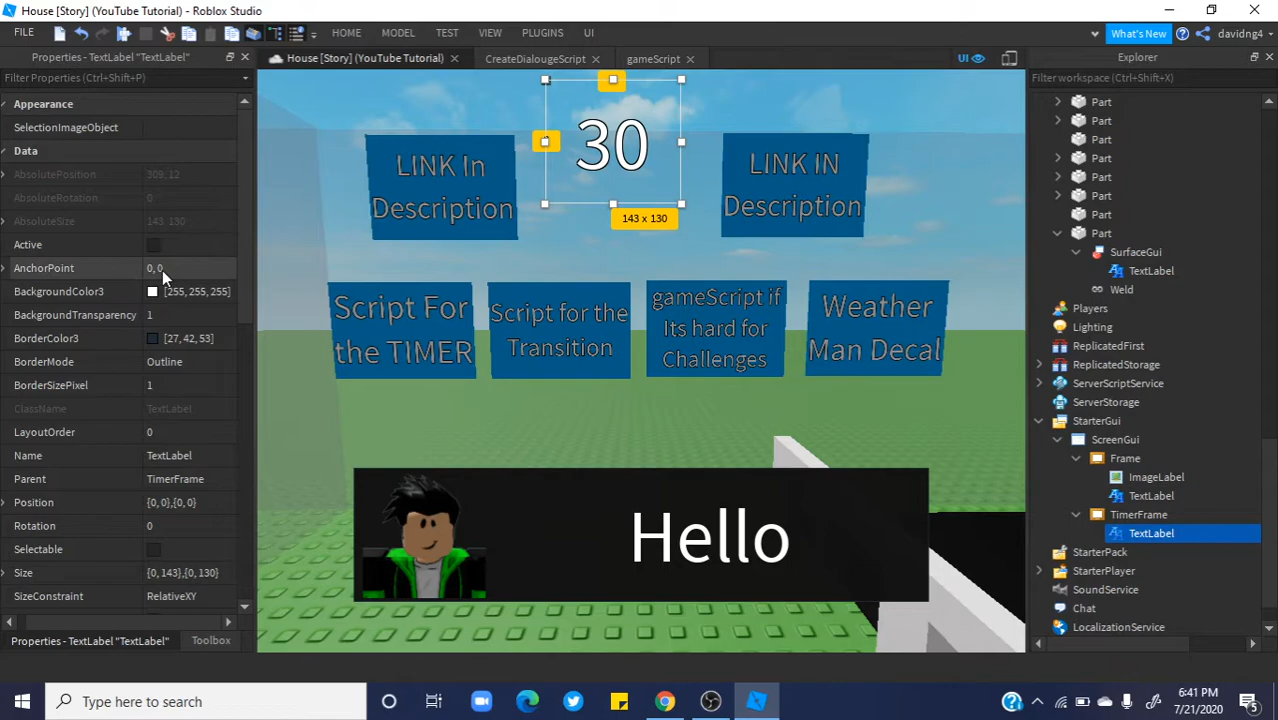 House [Story] (YouTube Tutorial) - Roblox Studio
FILE
HOME
MODEL
TEST
VIEW
PLUGINS
UI
What's New
davidng4
Properties - TextLabel "TextLabel"
Filter Properties (Ctrl+Shift+P)
Appearance
SelectionImageObject
Data
AbsolutePosition 309, 12
AbsoluteRotation 0
AbsoluteSize 143, 130
Active
AnchorPoint 0, 0
BackgroundColor3 [255, 255, 255]
BackgroundTransparency 1
BorderColor3 [27, 42, 53]
BorderMode Outline
BorderSizePixel 1
ClassName TextLabel
LayoutOrder 0
Name TextLabel
Parent TimerFrame
Position {0, 0},{0, 0}
Rotation 0
Selectable
Size {0, 143},{0, 130}
SizeConstraint RelativeXY
Properties - TextLabel "TextLabel"
Toolbox
House [Story] (YouTube Tutorial)
CreateDialougeScript
gameScript
UI
30
143 x 130
LINK In
Description
LINK IN
Description
Script For
the TIMER
Script for the
Transition
gameScript if
Its hard for
Challenges
Weather
Man Decal
Hello
Explorer
Filter workspace (Ctrl+Shift+X)
Part
Part
Part
Part
Part
Part
Part
Part
SurfaceGui
TextLabel
Weld
Players
Lighting
ReplicatedFirst
ReplicatedStorage
ServerScriptService
ServerStorage
StarterGui
ScreenGui
Frame
ImageLabel
TextLabel
TimerFrame
TextLabel
StarterPack
StarterPlayer
SoundService
Chat
LocalizationService
Type here to search
6:41 PM
7/21/2020
5